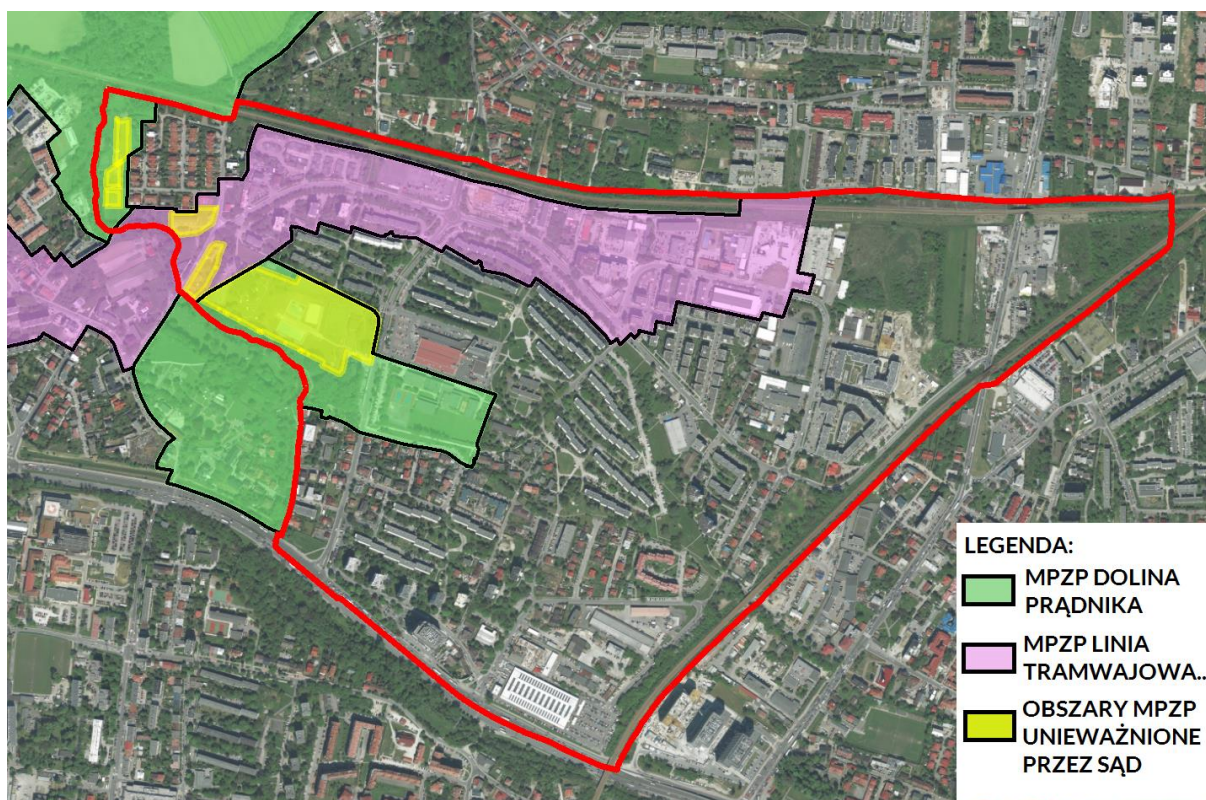 LEGENDA:
MPZP DOLINA
PRĄDNIKA
MPZP LINIA
TRAMWAJOWA..
OBSZARY MPZP
UNIEWAŻNIONE
PRZEZ SĄD